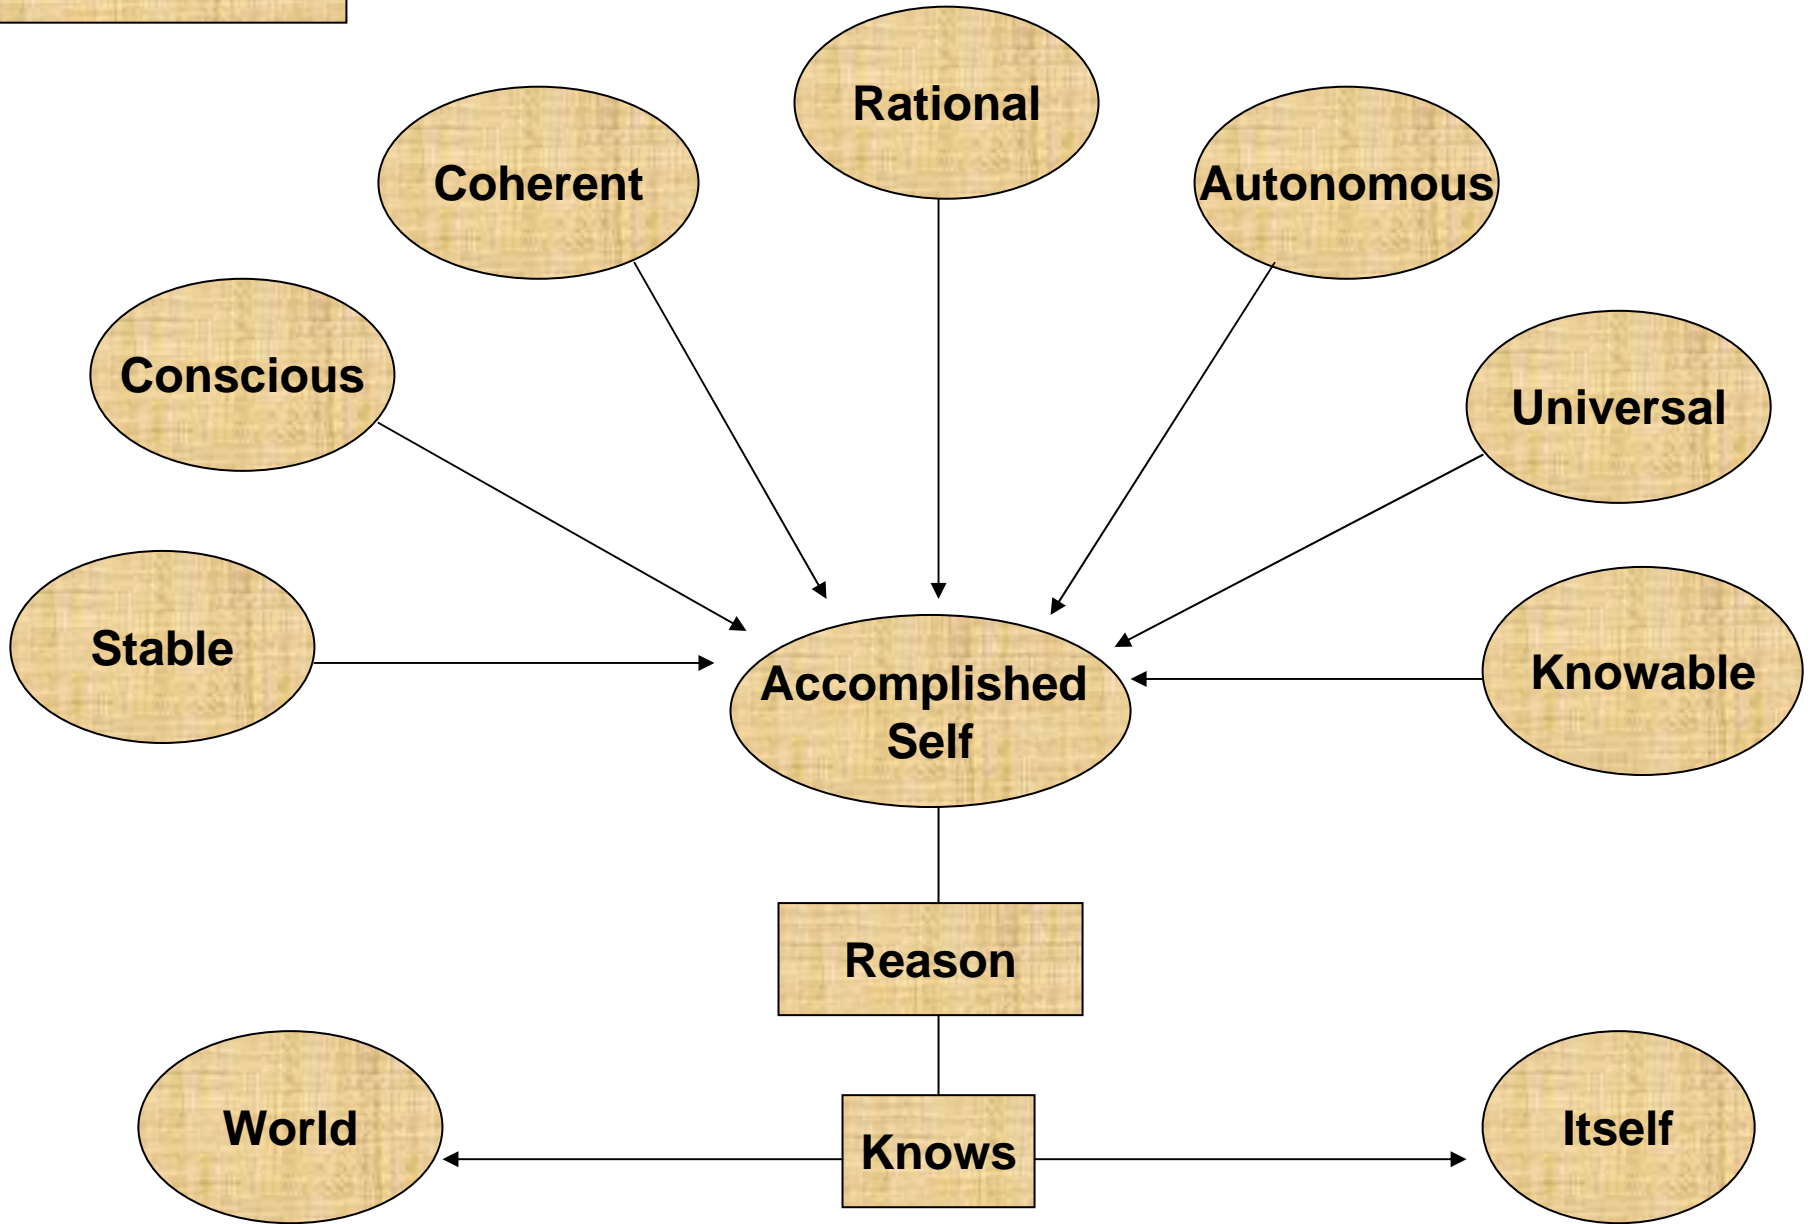 Rational
Coherent
Autonomous
Conscious
Universal
Stable
Accomplished
Self
Knowable
Reason
World
Knows
Itself